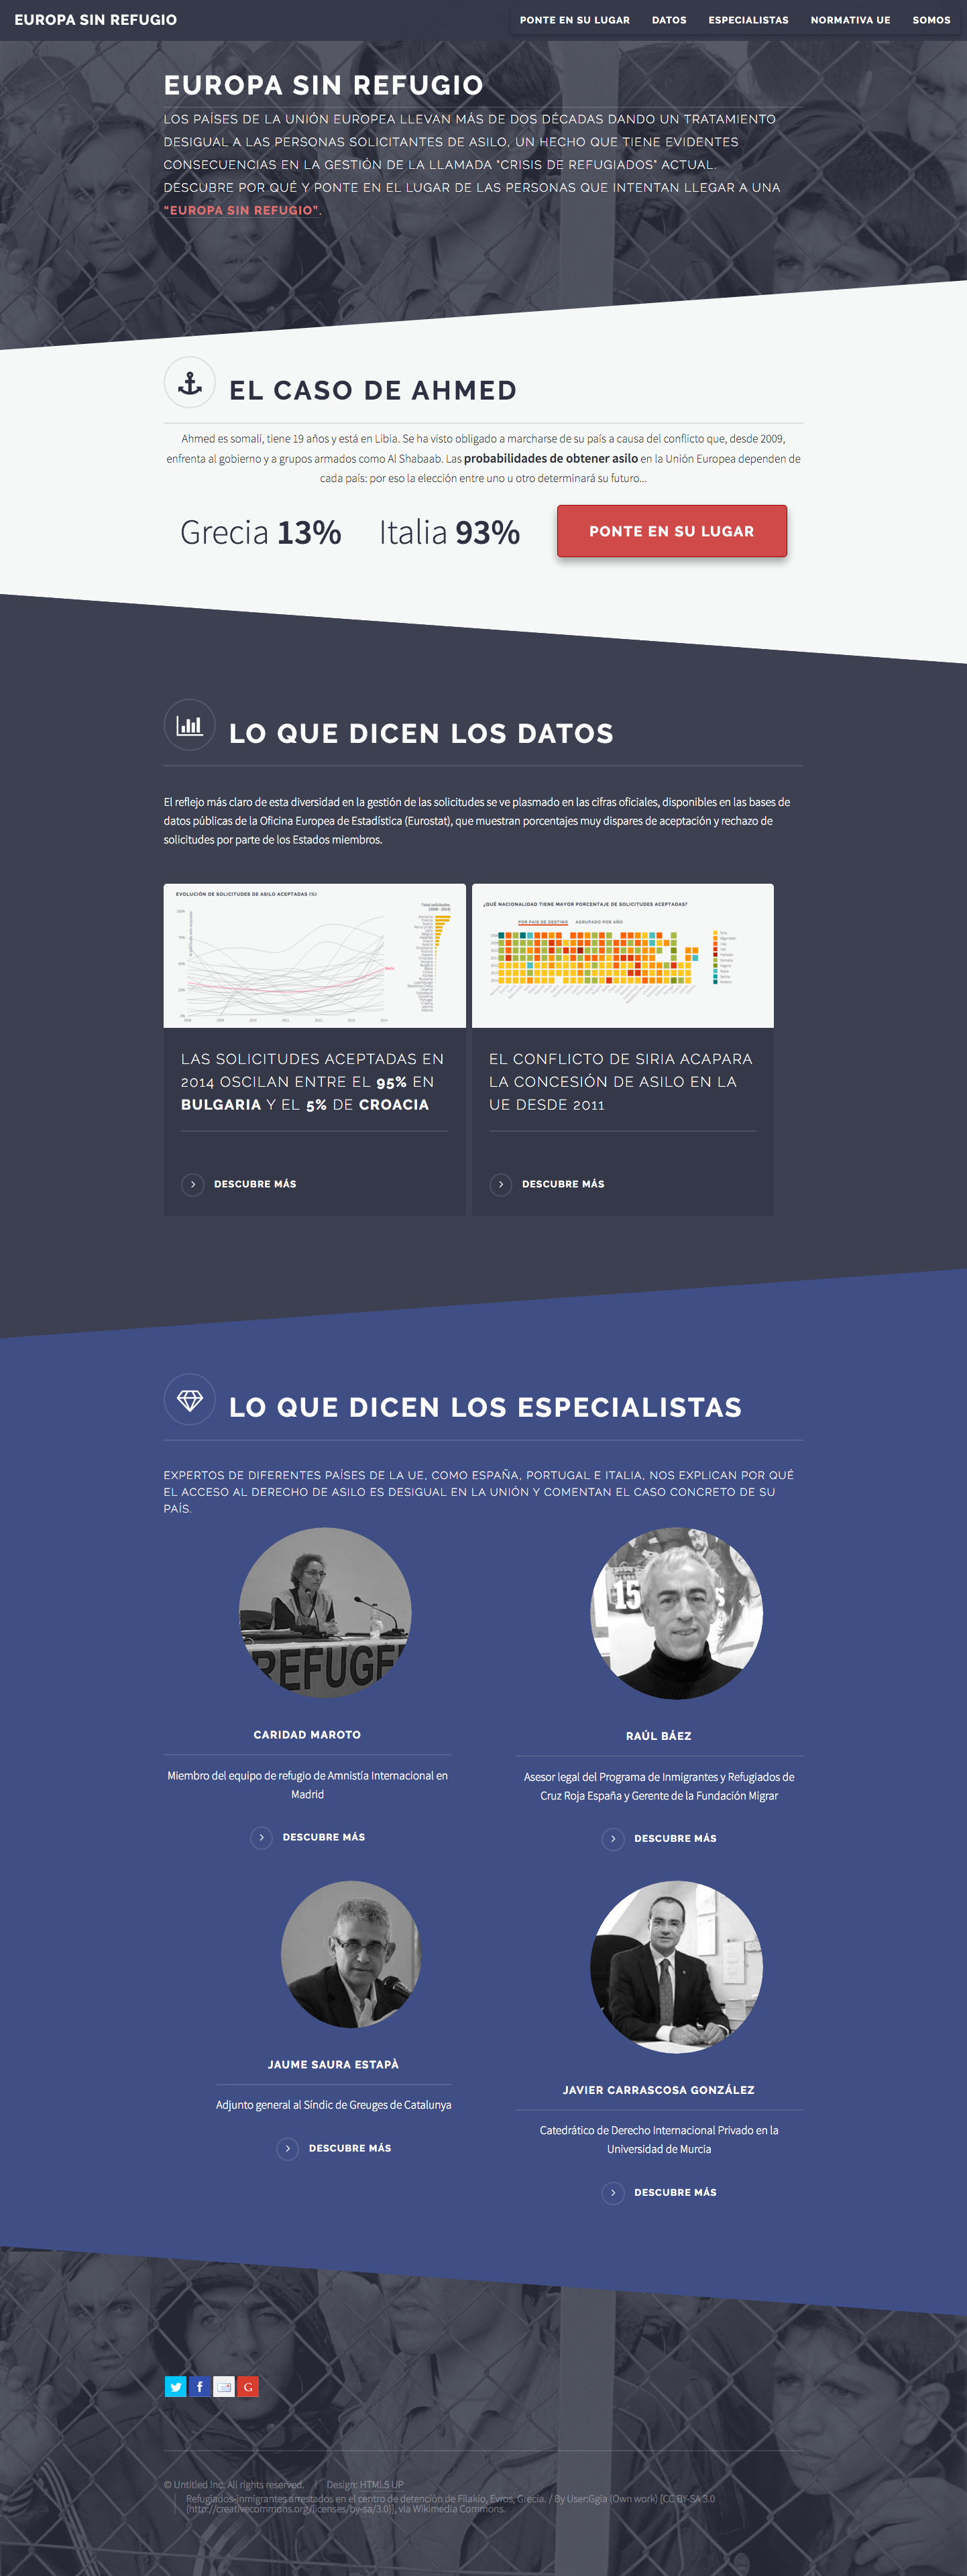 EUROPA SIN REFUGIO
PONTE EN SU LUGAR DATOS ESPECIALISTAS NORMATIVA UE SOMOS
EUROPA SIN REFUGIO
LOS PAÍSES DE LA UNIÓN EUROPEA LLEVAN MÁS DE DOS DÉCADAS DANDO UN TRATAMIENTO
DESIGUAL A LAS PERSONAS SOLICITANTES DE ASILO, UN HECHO QUE TIENE EVIDENTES
CONSECUENCIAS EN LA GESTIÓN DE LA LLAMADA "CRISIS DE REFUGIADOS" ACTUAL.
DESCUBRE POR QUÉ Y PONTE EN EL LUGAR DE LAS PERSONAS QUE INTENTAN LLEGAR A UNA
"EUROPA SIN REFUGIO".
EL CASO DE AHMED
Ahmed es somalí, tiene 19 años y está en Libia. Se ha visto obligado a marcharse de su país a causa del conflicto que, desde 2009,
enfrenta al gobierno y a grupos armados como Al Shabaab. Las probabilidades de obtener asilo en la Unión Europea dependen de
cada país: por eso la elección entre uno u otro determinará su futuro...
Grecia 13% Italia 93% PONTE EN SU LUGAR
LO QUE DICEN LOS DATOS
El reflejo más claro de esta diversidad en la gestión de las solicitudes se ve plasmado en las cifras oficiales, disponibles en las bases de
datos públicas de la Oficina Europea de Estadística (Eurostat), que muestran porcentajes muy dispares de aceptación y rechazo de
solicitudes por parte de los Estados miembros.
EVOLUCIÓN DE SOLICITUDES DE ASILO ACEPTADAS (%)
¿QUÉ NACIONALIDAD TIENE MAYOR PORCENTAJE DE SOLICITUDES ACEPTADAS?
POR PAÍS DE DESTINO AGRUPADO POR AÑO
LAS SOLICITUDES ACEPTADAS EN
2014 OSCILAN ENTRE EL 95% EN
BULGARIA Y EL 5% DE CROACIA
DESCUBRE MÁS
EL CONFLICTO DE SIRIA ACAPARA
LA CONCESIÓN DE ASILO EN LA
UE DESDE 2011
DESCUBRE MÁS
LO QUE DICEN LOS ESPECIALISTAS
EXPERTOS DE DIFERENTES PAÍSES DE LA UE, COMO ESPAÑA, PORTUGAL E ITALIA, NOS EXPLICAN POR QUÉ
EL ACCESO AL DERECHO DE ASILO ES DESIGUAL EN LA UNIÓN Y COMENTAN EL CASO CONCRETO DE SU
PAÍS.
REFUGE
15
CARIDAD MAROTO
Miembro del equipo de refugio de Amnistía Internacional en
Madrid
DESCUBRE MÁS
RAÚL BÁEZ
Asesor legal del Programa de Inmigrantes y Refugiados de
Cruz Roja España y Gerente de la Fundación Migrar
DESCUBRE MÁS
JAUME SAURA ESTAPÀ
Adjunto general al Síndic de Greuges de Catalunya
DESCUBRE MÁS
JAVIER CARRASCOSA GONZÁLEZ
Catedrático de Derecho Internacional Privado en la
Universidad de Murcia
DESCUBRE MÁS
© Untitled Inc. All rights reserved. Design: HTML5 UP
Refugiados-inmigrantes arrestados en el centro de detención de Filakio, Evros, Grecia. / By User:Ggia (Own work) [CC BY-SA 3.0
(http://creativecommons.org/licenses/by-sa/3.0)], via Wikimedia Commons.